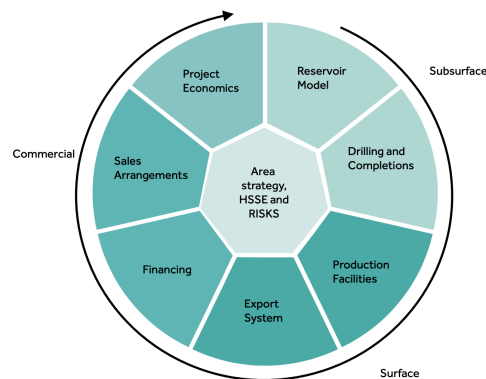 Project
Economics
Reservoir
Model
Subsurface
Drilling and
Completions
Commercial
Sales
Arrangements
Area
strategy,
HSSE and
RISKS
Financing
Production
Facilities
Export
System
Surface